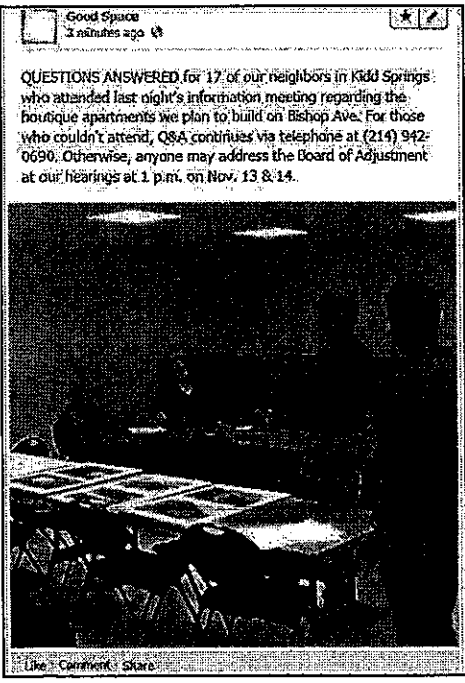 Good Space
2 minutes ago
QUESTIONS ANSWERED for 17 of our neighbors in Kidd Springs
who attended last night's information meeting regarding the
boutique apartments we plan to build on Bishop Ave. For those
who couldn't attend, Q&A continues via telephone at (214) 942-
0690. Otherwise, anyone may address the Board of Adjustment
at our hearings at 1 p.m. on Nov. 13 & 14.
Like · Comment · Share